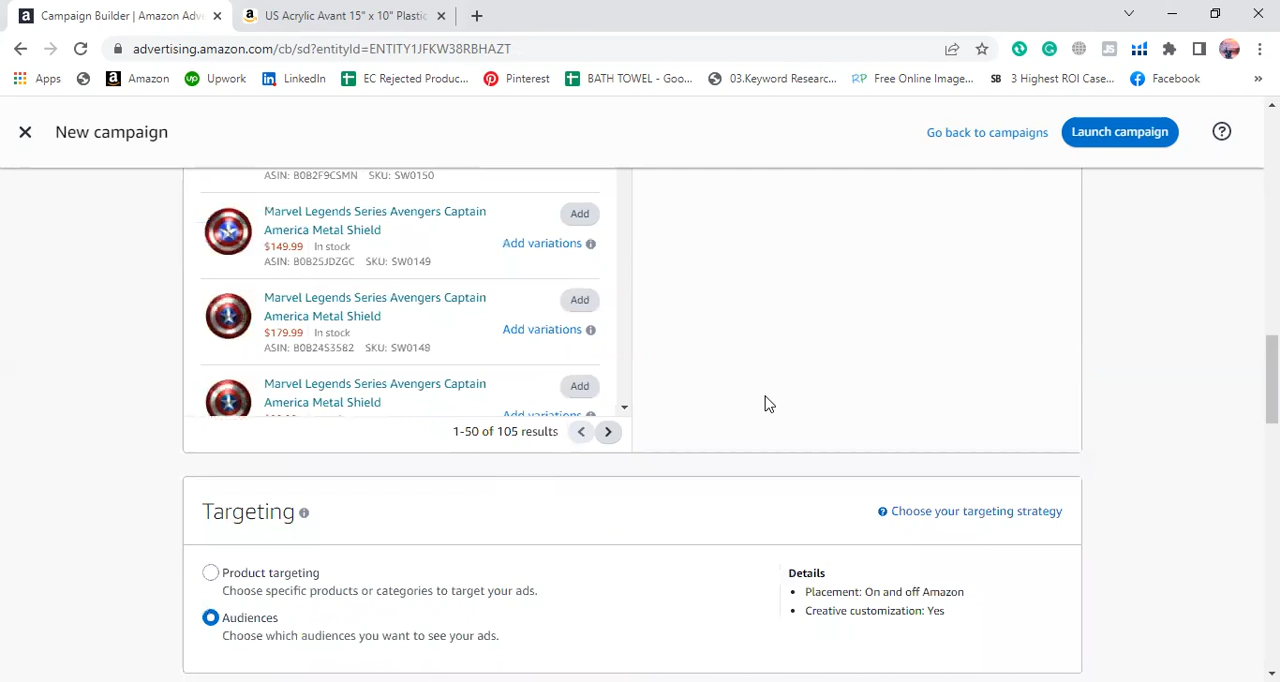 Campaign Builder | Amazon Adve
US Acrylic Avant 15" x 10" Plastic
advertising.amazon.com/cb/sd?entityId=ENTITY1JFKW38RBHAZT
Apps
Amazon
Upwork
LinkedIn
EC Rejected Produc...
Pinterest
BATH TOWEL - Goo...
03.Keyword Researc...
RP Free Online Image...
SB 3 Highest ROI Case...
Facebook
»
New campaign
Go back to campaigns
Launch campaign
ASIN: B0B2F9CSMN SKU: SW0150
Marvel Legends Series Avengers Captain
America Metal Shield
$149.99 In stock
ASIN: B0B25JDZGC SKU: SW0149
Add
Add variations
Marvel Legends Series Avengers Captain
America Metal Shield
$179.99 In stock
ASIN: B0B2453582 SKU: SW0148
Add
Add variations
Marvel Legends Series Avengers Captain
America Metal Shield
Add
Add variations
1-50 of 105 results
Targeting
Choose your targeting strategy
Product targeting
Choose specific products or categories to target your ads.
Audiences
Choose which audiences you want to see your ads.
Details
• Placement: On and off Amazon
• Creative customization: Yes